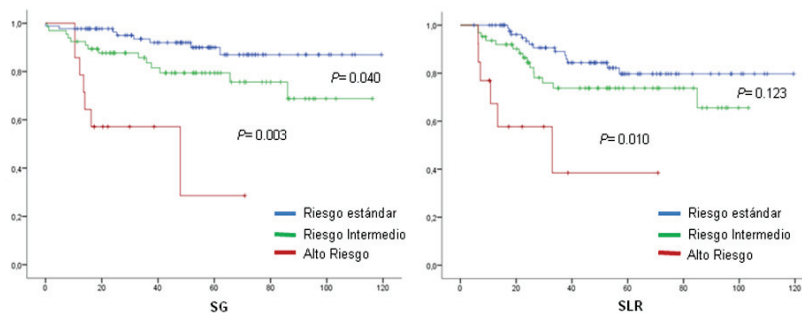 1,0
0,8
0,6
0,4
0,2
0,0
P= 0.040
P= 0.003
Riesgo estándar
Riesgo Intermedio
Alto Riesgo
0 20 40 60 80 100 120
SG
1,0
0,8
0,6
0,4
0,2
0,0
P= 0.123
P= 0.010
Riesgo estándar
Riesgo Intermedio
Alto Riesgo
0 20 40 60 80 100 120
SLR